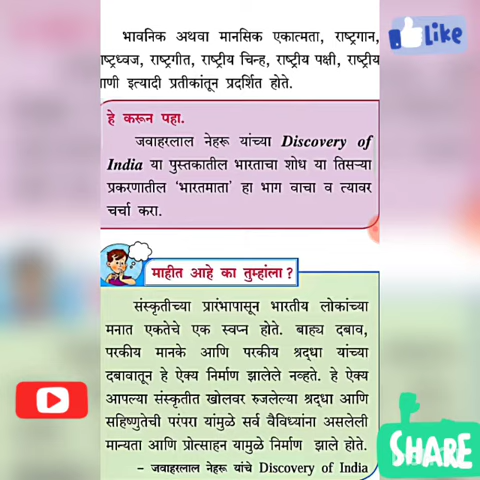 भावनिक अथवा मानसिक एकात्मता, राष्ट्रगान,
राष्ट्रध्वज, राष्ट्रगीत, राष्ट्रीय चिन्ह, राष्ट्रीय पक्षी, राष्ट्रीय
इत्यादी प्रतीकांतून प्रदर्शित होते.
हे करून पहा.
जवाहरलाल नेहरू यांच्या Discovery of
India या पुस्तकातील भारताचा शोध या तिसऱ्या
प्रकरणातील ‘भारतमाता’ हा भाग वाचा व त्यावर
चर्चा करा.
माहीत आहे का तुम्हांला ?
संस्कृतीच्या प्रारंभापासून भारतीय लोकांच्या
मनात एकतेचे एक स्वप्न होते. बाह्य दबाव,
परकीय मानके आणि परकीय श्रद्धा यांच्या
दबावातून हे ऐक्य निर्माण झालेले नव्हते. हे ऐक्य
आपल्या संस्कृतीत खोलवर रुजलेल्या श्रद्धा आणि
सहिष्णुतेची परंपरा यांमुळे सर्व वैविध्यांना असलेली
मान्यता आणि प्रोत्साहन यामुळे निर्माण झाले होते.
– जवाहरलाल नेहरू यांचे Discovery of India
Like
SHARE